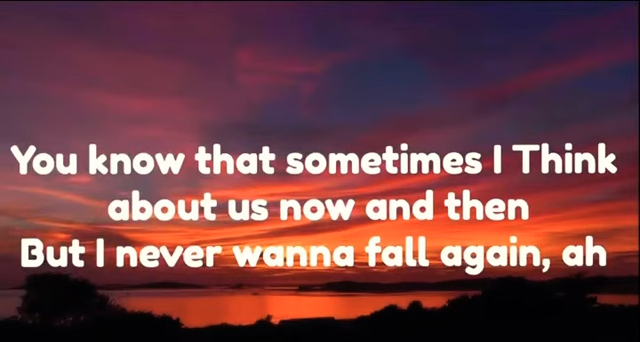 You know that sometimes I Think
about us now and then
But I never wanna fall again, ah